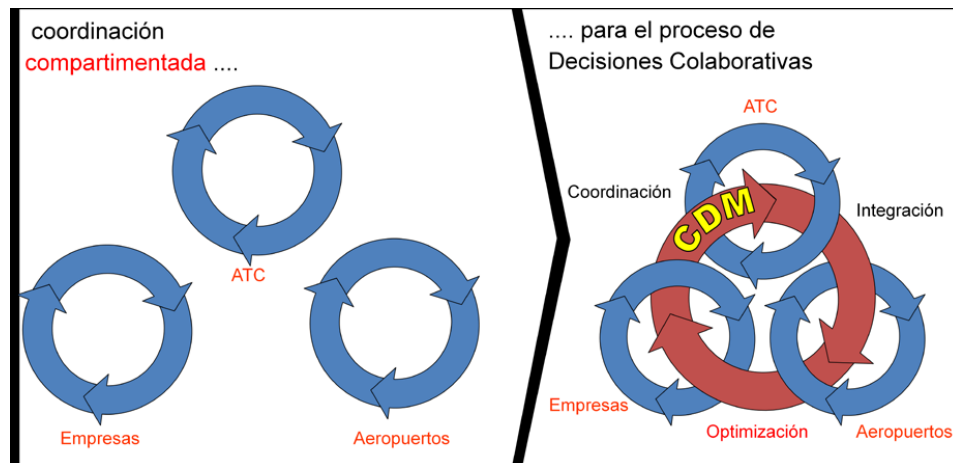 coordinación
compartimentada ....
ATC
Empresas
Aeropuertos
.... para el proceso de
Decisiones Colaborativas
ATC
Coordinación
CDM
Integración
Empresas
Optimización
Aeropuertos